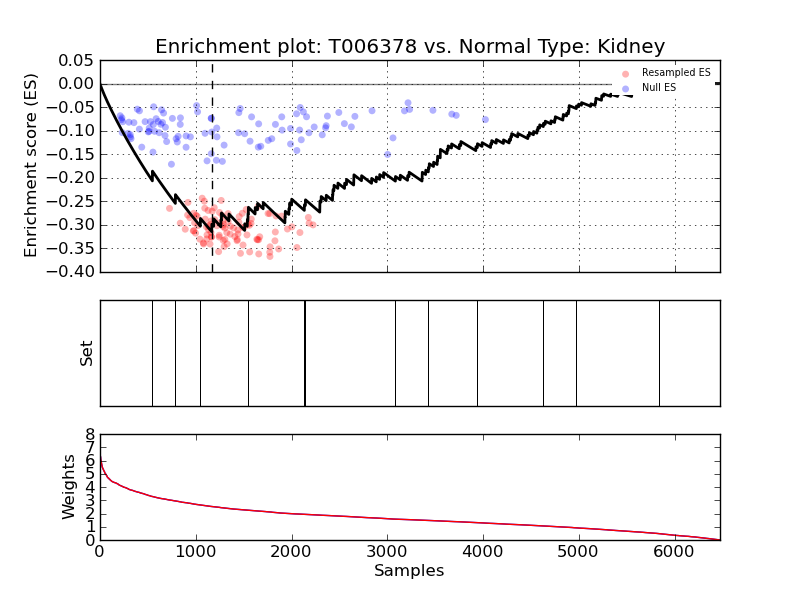 Enrichment plot: T006378 vs. Normal Type: Kidney
Enrichment score (ES)
0.05
0.00
−0.05
−0.10
−0.15
−0.20
−0.25
−0.30
−0.35
−0.40
Resampled ES
Null ES
Set
Weights
8
7
6
5
4
3
2
1
0
0 1000 2000 3000 4000 5000 6000
Samples